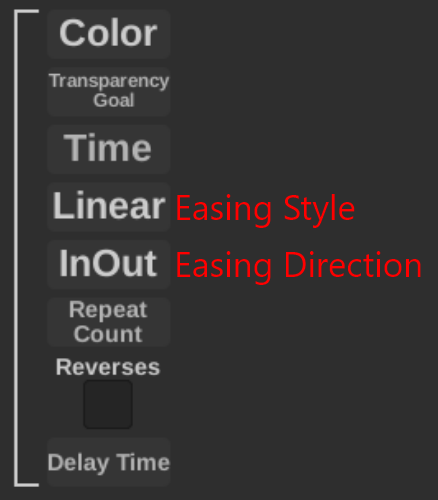 Color
Transparency
Goal
Time
Linear Easing Style
InOut Easing Direction
Repeat
Count
Reverses
Delay Time